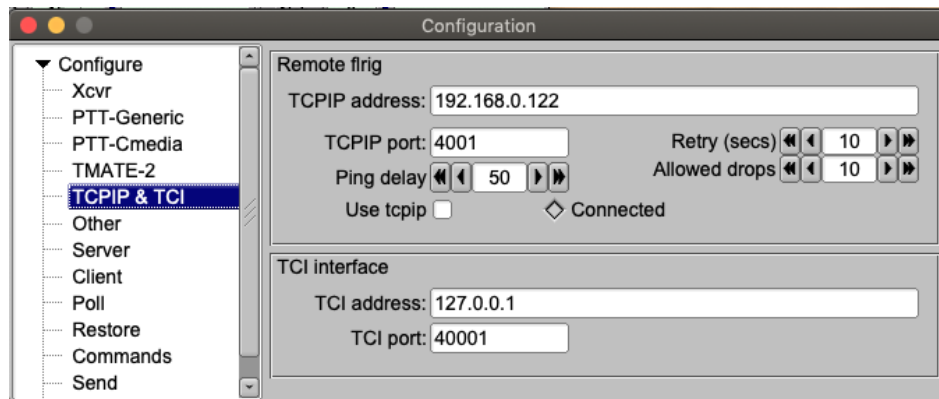 Configuration
Configure
Xcvr
PTT-Generic
PTT-Cmedia
TMATE-2
TCPIP & TCI
Other
Server
Client
Poll
Restore
Commands
Send
Remote flrig
TCPIP address: 192.168.0.122
TCPIP port: 4001 Retry (secs) 10
Ping delay 50 Allowed drops 10
Use tcpip Connected
TCI interface
TCI address: 127.0.0.1
TCI port: 40001